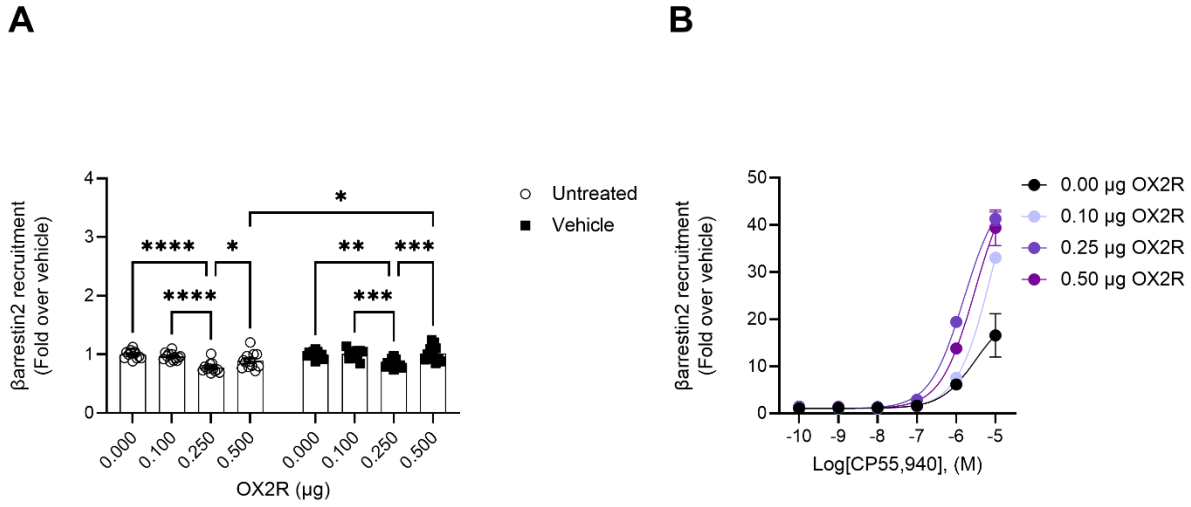 A
βarrestin2 recruitment
(Fold over vehicle)
4
3
2
1
0
*
****
*
****
**
***
***
0.000
0.100
0.250
0.500
0.000
0.100
0.250
0.500
OX2R (µg)
Untreated
Vehicle
B
βarrestin2 recruitment
(Fold over vehicle)
50
40
30
20
10
0
-10
-9
-8
-7
-6
-5
Log[CP55,940], (M)
0.00 µg OX2R
0.10 µg OX2R
0.25 µg OX2R
0.50 µg OX2R